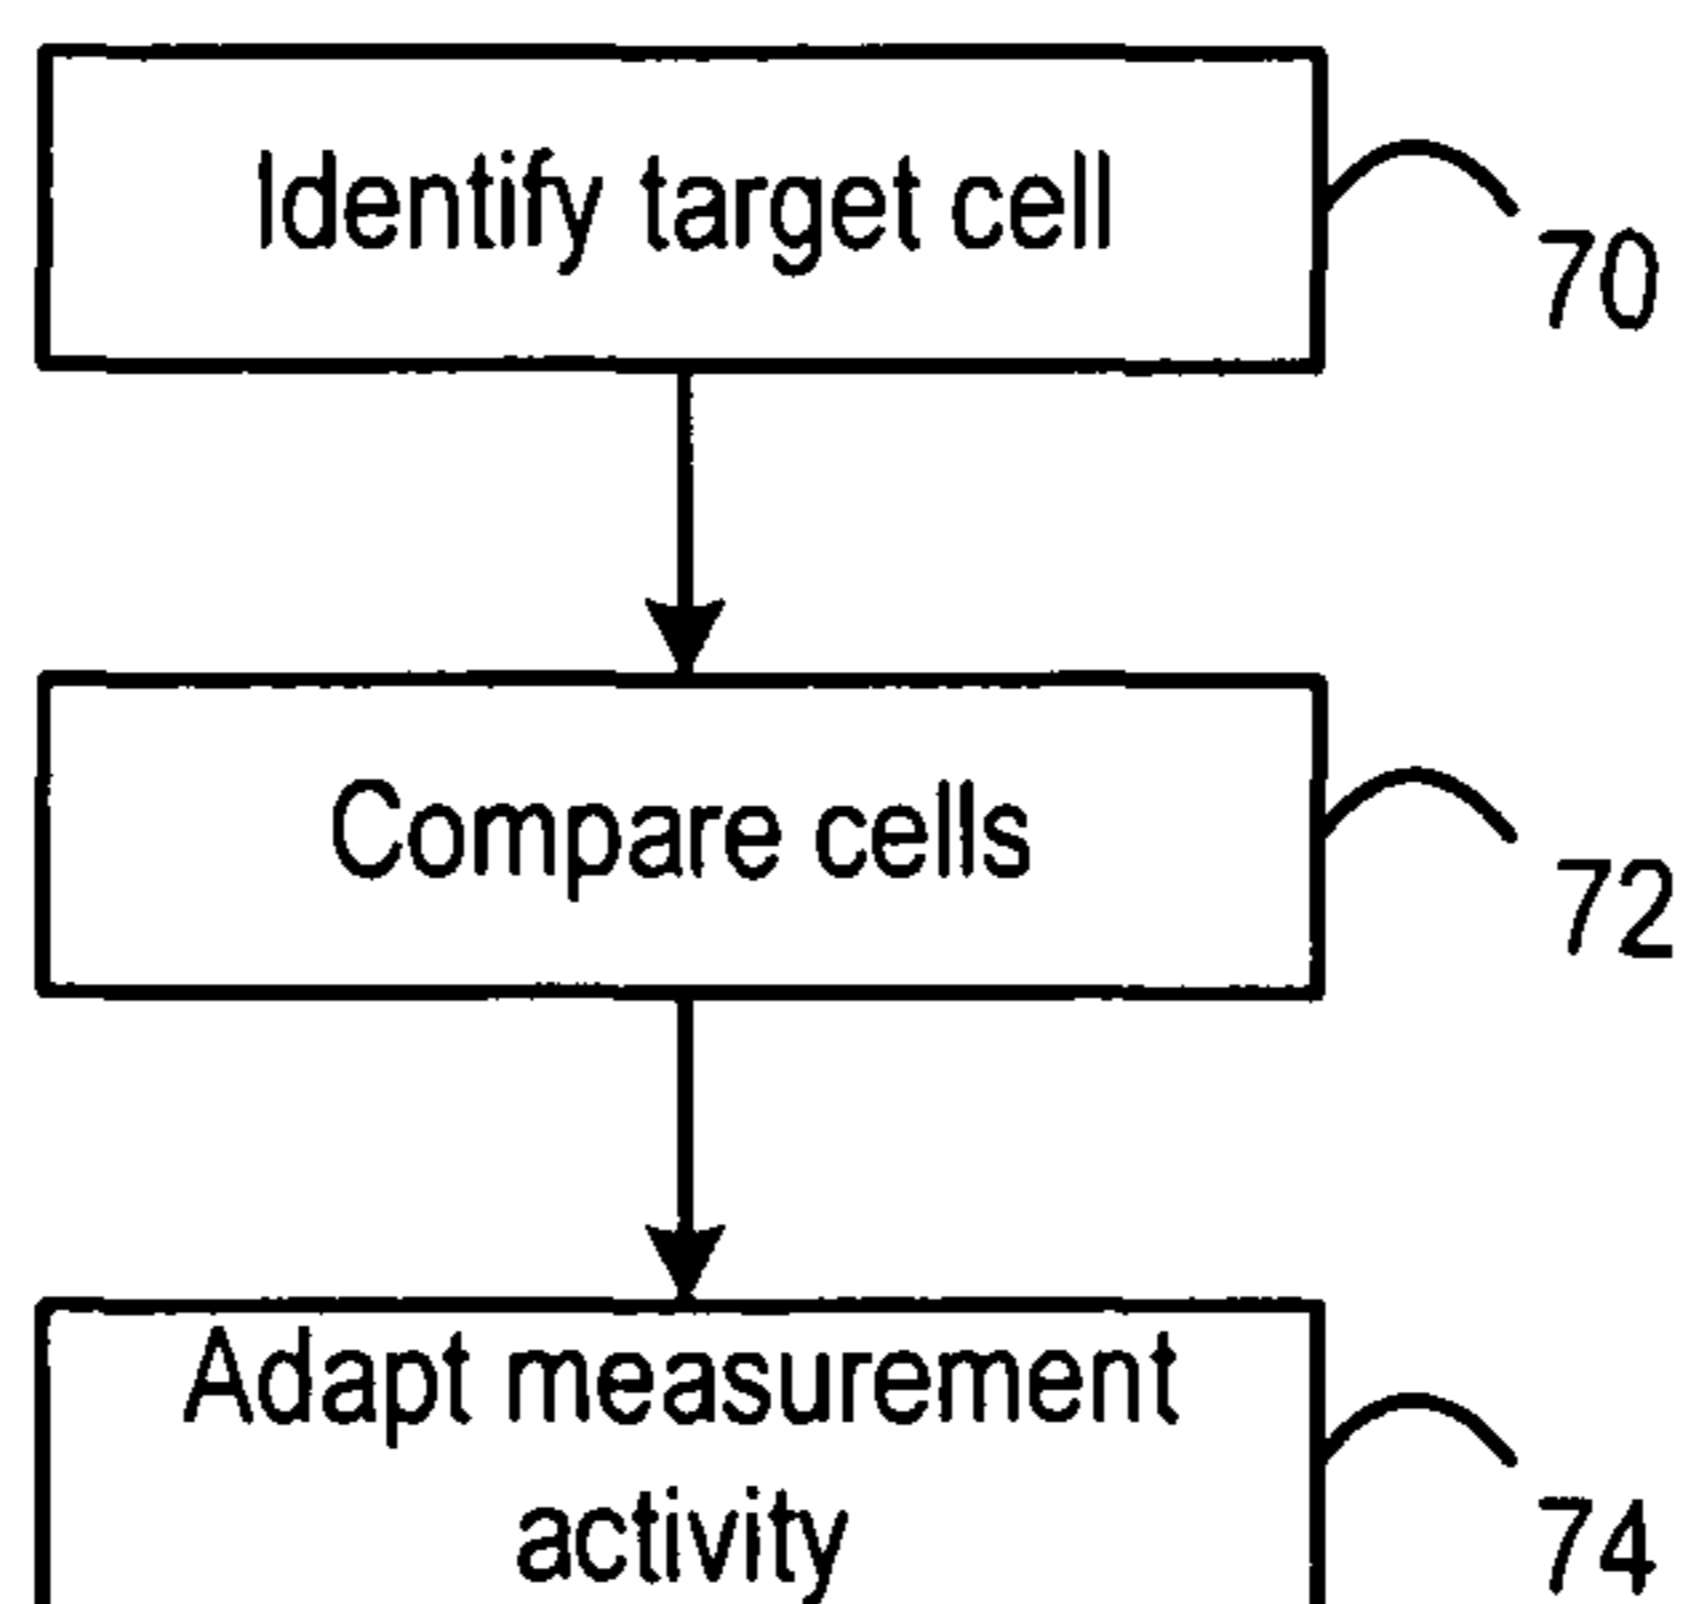 Identify target cell
70
Compare cells
72
Adapt measurement
activity
74